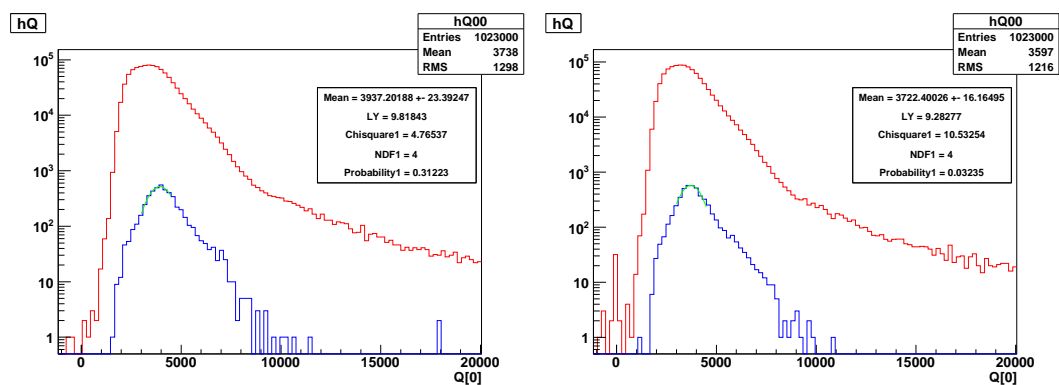 hQ
hQ00
Entries 1023000
Mean 3738
RMS 1298
Mean = 3937.20188 +- 23.39247
LY = 9.81843
Chisquare1 = 4.76537
NDF1 = 4
Probability1 = 0.31223
10^5
10^4
10^3
10^2
10
1
0 5000 10000 15000 20000
Q[0]
hQ
hQ00
Entries 1023000
Mean 3597
RMS 1216
Mean = 3722.40026 +- 16.16495
LY = 9.28277
Chisquare1 = 10.53254
NDF1 = 4
Probability1 = 0.03235
10^5
10^4
10^3
10^2
10
1
0 5000 10000 15000 20000
Q[0]